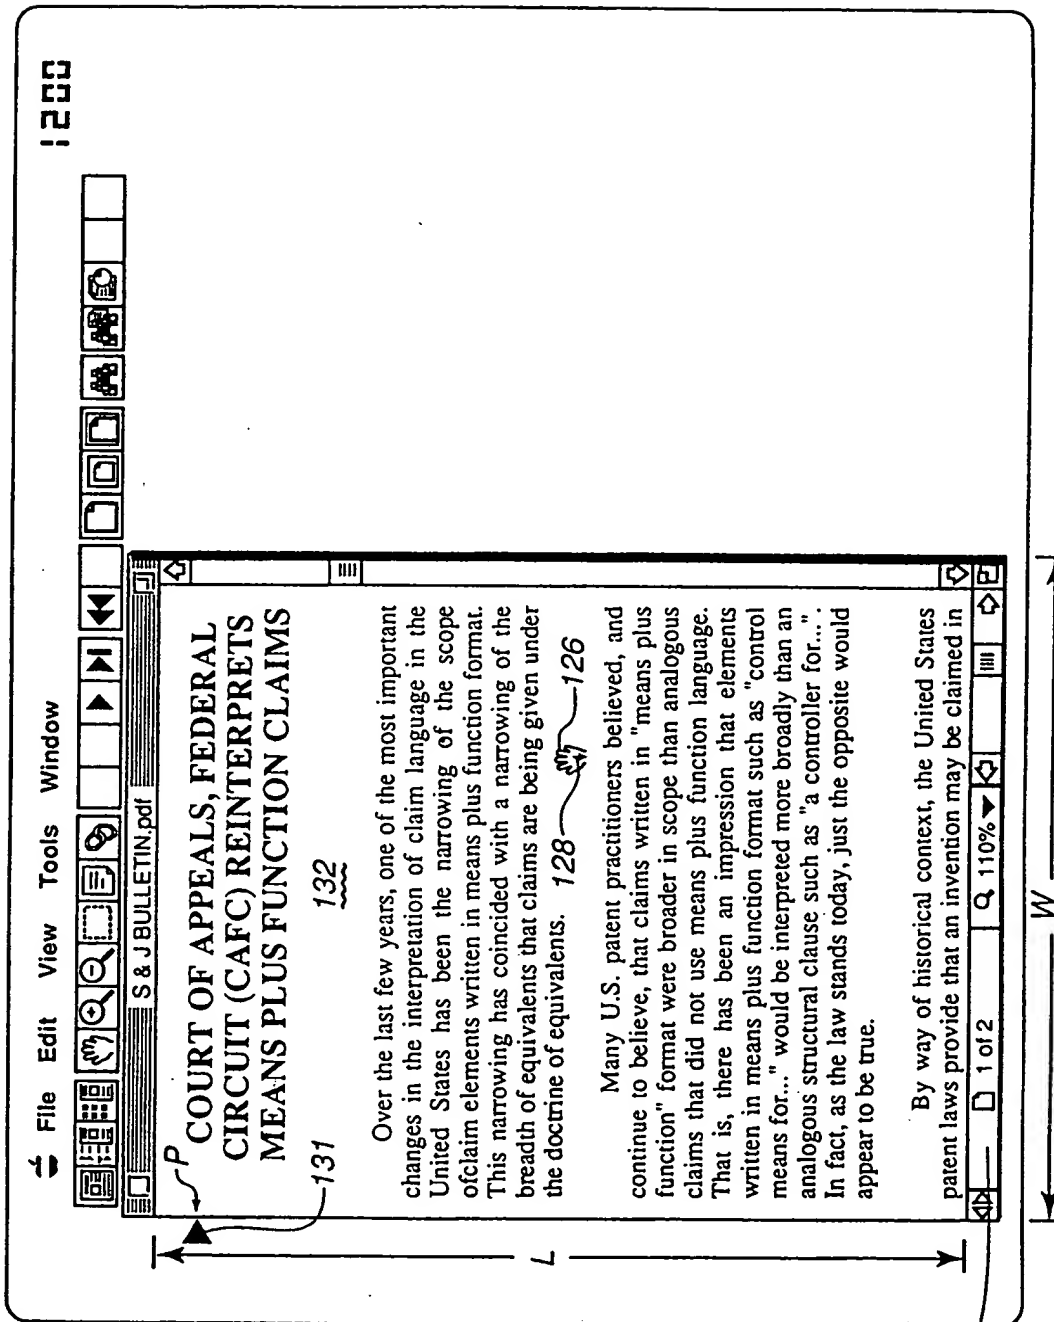 1200
File Edit View Tools Window
S & J BULLETIN.pdf
P
COURT OF APPEALS, FEDERAL
CIRCUIT (CAFC) REINTERPRETS
MEANS PLUS FUNCTION CLAIMS
131
132
Over the last few years, one of the most important
changes in the interpretation of claim language in the
United States has been the narrowing of the scope
ofclaim elements written in means plus function format.
This narrowing has coincided with a narrowing of the
breadth of equivalents that claims are being given under
the doctrine of equivalents.
128
126
Many U.S. patent practitioners believed, and
continue to believe, that claims written in "means plus
function" format were broader in scope than analogous
claims that did not use means plus function language.
That is, there has been an impression that elements
written in means plus function format such as "control
means for..." would be interpreted more broadly than an
analogous structural clause such as "a controller for...".
In fact, as the law stands today, just the opposite would
appear to be true.
By way of historical context, the United States
patent laws provide that an invention may be claimed in
1 of 2
110%
L
W